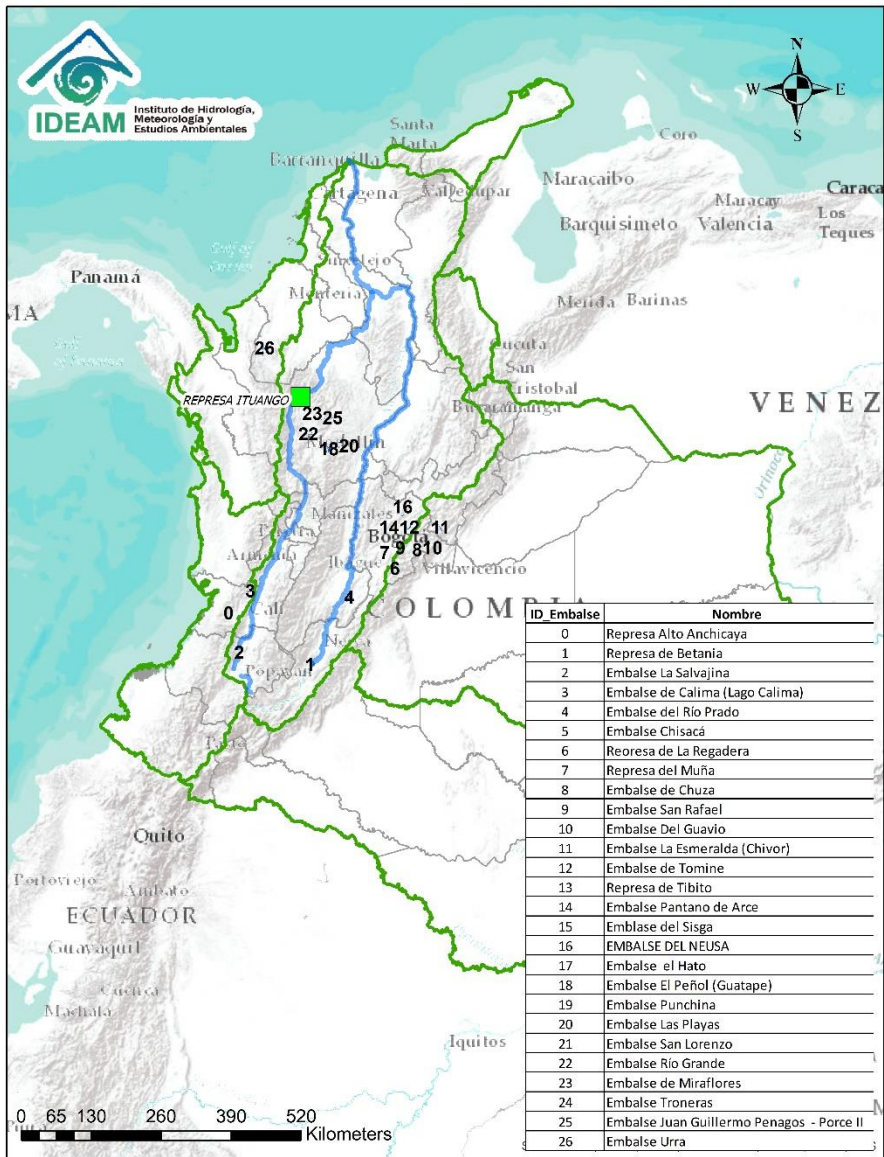 IDEAM
Instituto de Hidrología,
Meteorología y
Estudios Ambientales
N
W E
S
Santa
Marta
Coro
Barranquilla
Cartagena
Valledupar
Maracaibo
Maracay
Caraca
Barquisimeto
Valencia
Los
Teques
Sincelejo
Panamá
Montería
Merida
Barinas
MA
Cucuta
San
Cristobal
26
REPRESA ITUANGO
Bucaramanga
VENEZ
23
25
22
Medellín
18
20
Orinoco
16
Manizales
14
12
11
Bogotá
Pereira
7
9
8
10
Armenia
Ibague
6
Villavicencio
3
4
0
Cali
COLOMBIA
Neiva
2
1
Popayán
Pasto
Quito
Portoviejo
Ambato
ECUADOR
Guayaquil
Cuenca
Machala
Iquitos
Piura
0 65 130 260 390 520
Kilometers
ID_Embalse Nombre
0 Represa Alto Anchicaya
1 Represa de Betania
2 Embalse La Salvajina
3 Embalse de Calima (Lago Calima)
4 Embalse del Río Prado
5 Embalse Chisacá
6 Reoresa de La Regadera
7 Represa del Muña
8 Embalse de Chuza
9 Embalse San Rafael
10 Embalse Del Guavio
11 Embalse La Esmeralda (Chivor)
12 Embalse de Tomine
13 Represa de Tibito
14 Embalse Pantano de Arce
15 Emblase del Sisga
16 EMBALSE DEL NEUSA
17 Embalse el Hato
18 Embalse El Peñol (Guatape)
19 Embalse Punchina
20 Embalse Las Playas
21 Embalse San Lorenzo
22 Embalse Río Grande
23 Embalse de Miraflores
24 Embalse Troneras
25 Embalse Juan Guillermo Penagos - Porce II
26 Embalse Urra